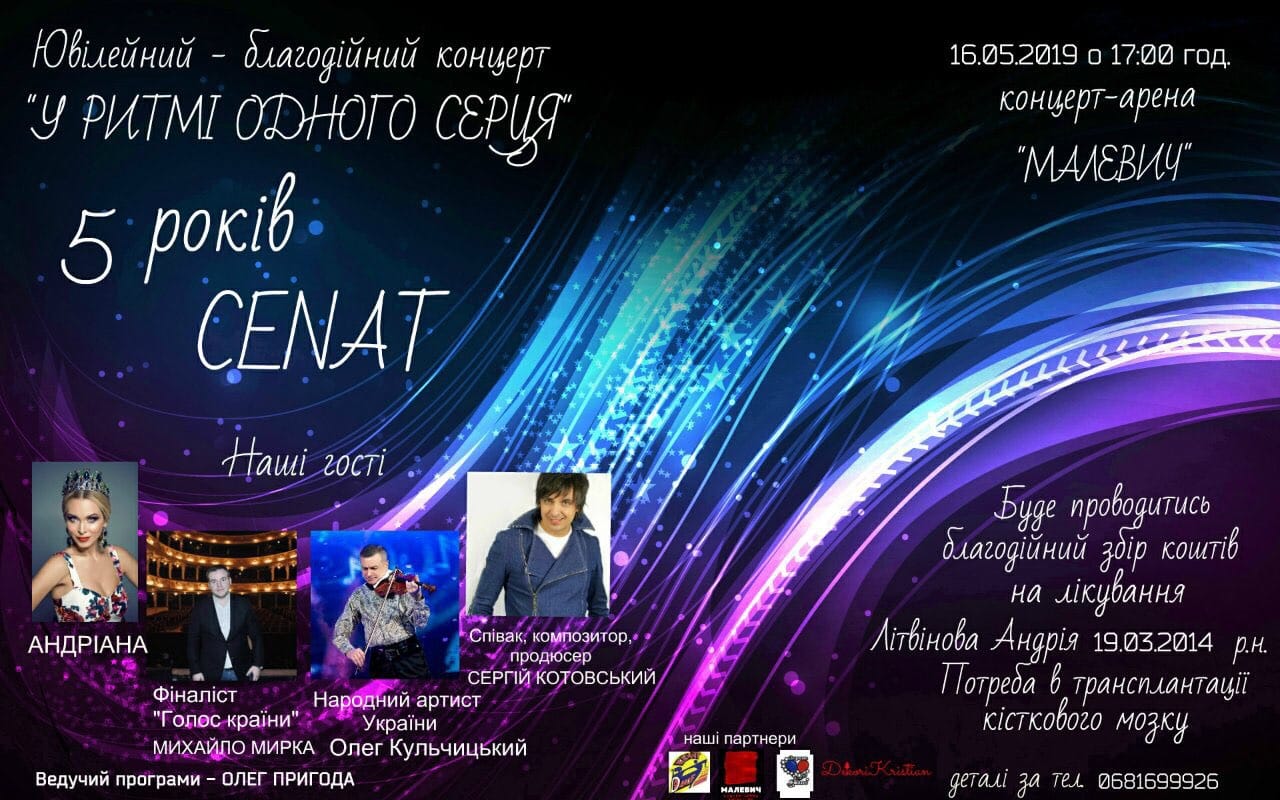 Ювілейний - благодійний концерт
"У РИТМІ ОДНОГО СЕРЦЯ"
5 років
CENAT
16.05.2019 о 17:00 год.
концерт-арена
"МАЛЕВИЧ"
Наші гості
АНДРІАНА
Фіналіст
"Голос країни"
МИХАЙЛО МИРКА
Народний артист
України
Олег Кульчицький
Співак, композитор,
продюсер
СЕРГІЙ КОТОВСЬКИЙ
Ведучий програми – ОЛЕГ ПРИГОДА
Буде проводитись
благодійний збір коштів
на лікування
Літвінова Андрія 19.03.2014 р.н.
Потреба в трансплантації
кісткового мозку
деталі за тел. 0681699926
наші партнери
МАЛЕВИЧ
DekoriKristian